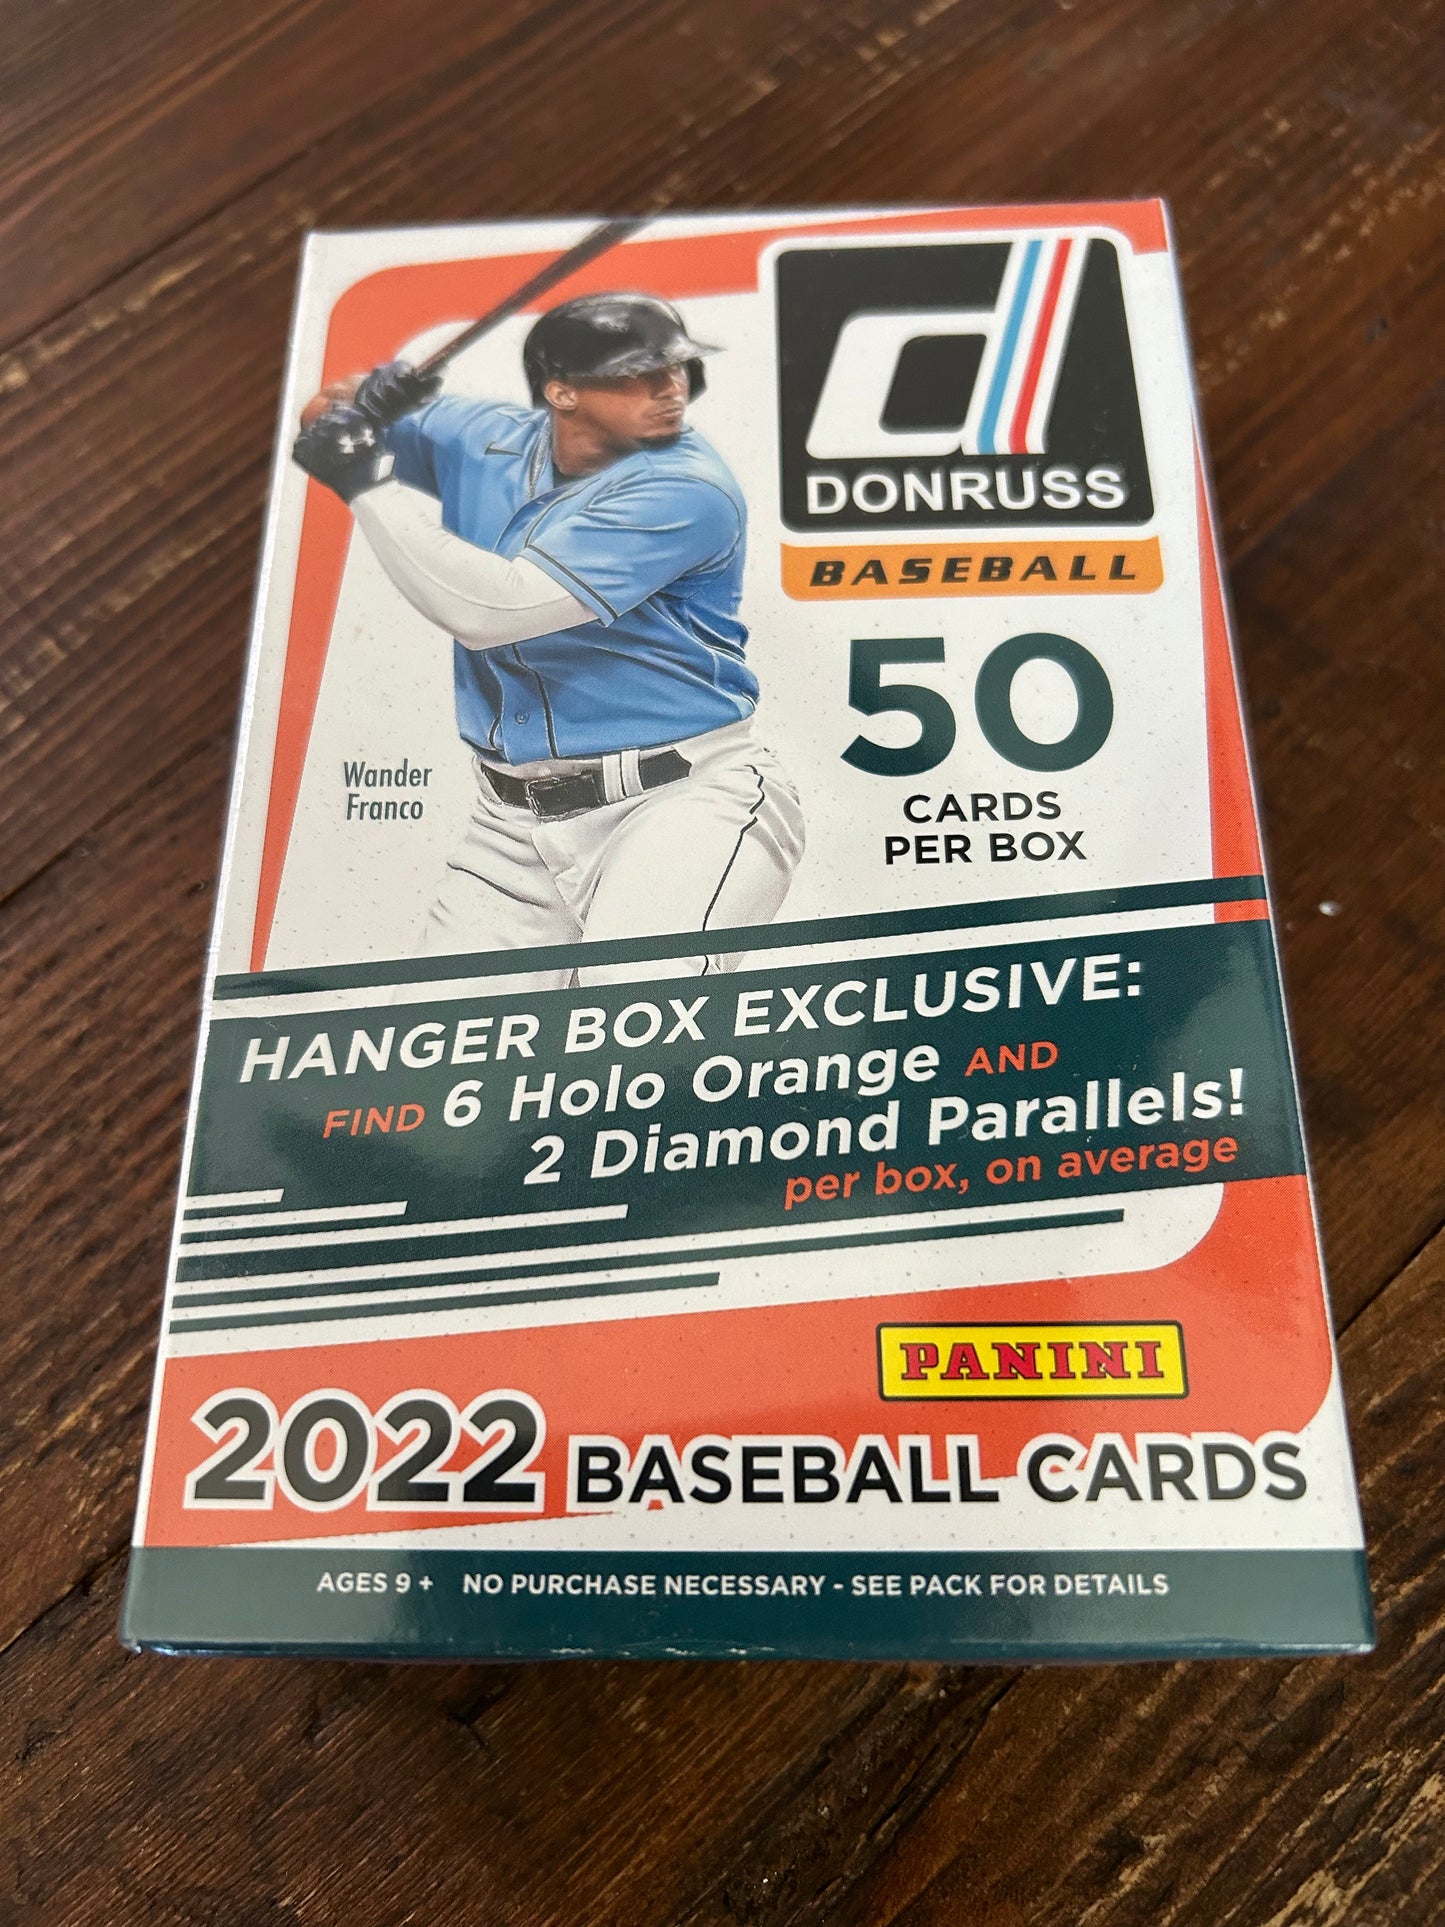 d
DONRUSS
BASEBALL
50
CARDS
PER BOX
Wander
Franco
HANGER BOX EXCLUSIVE:
FIND 6 Holo Orange AND
2 Diamond Parallels!
per box, on average
PANINI
2022 BASEBALL CARDS
AGES 9 + NO PURCHASE NECESSARY - SEE PACK FOR DETAILS